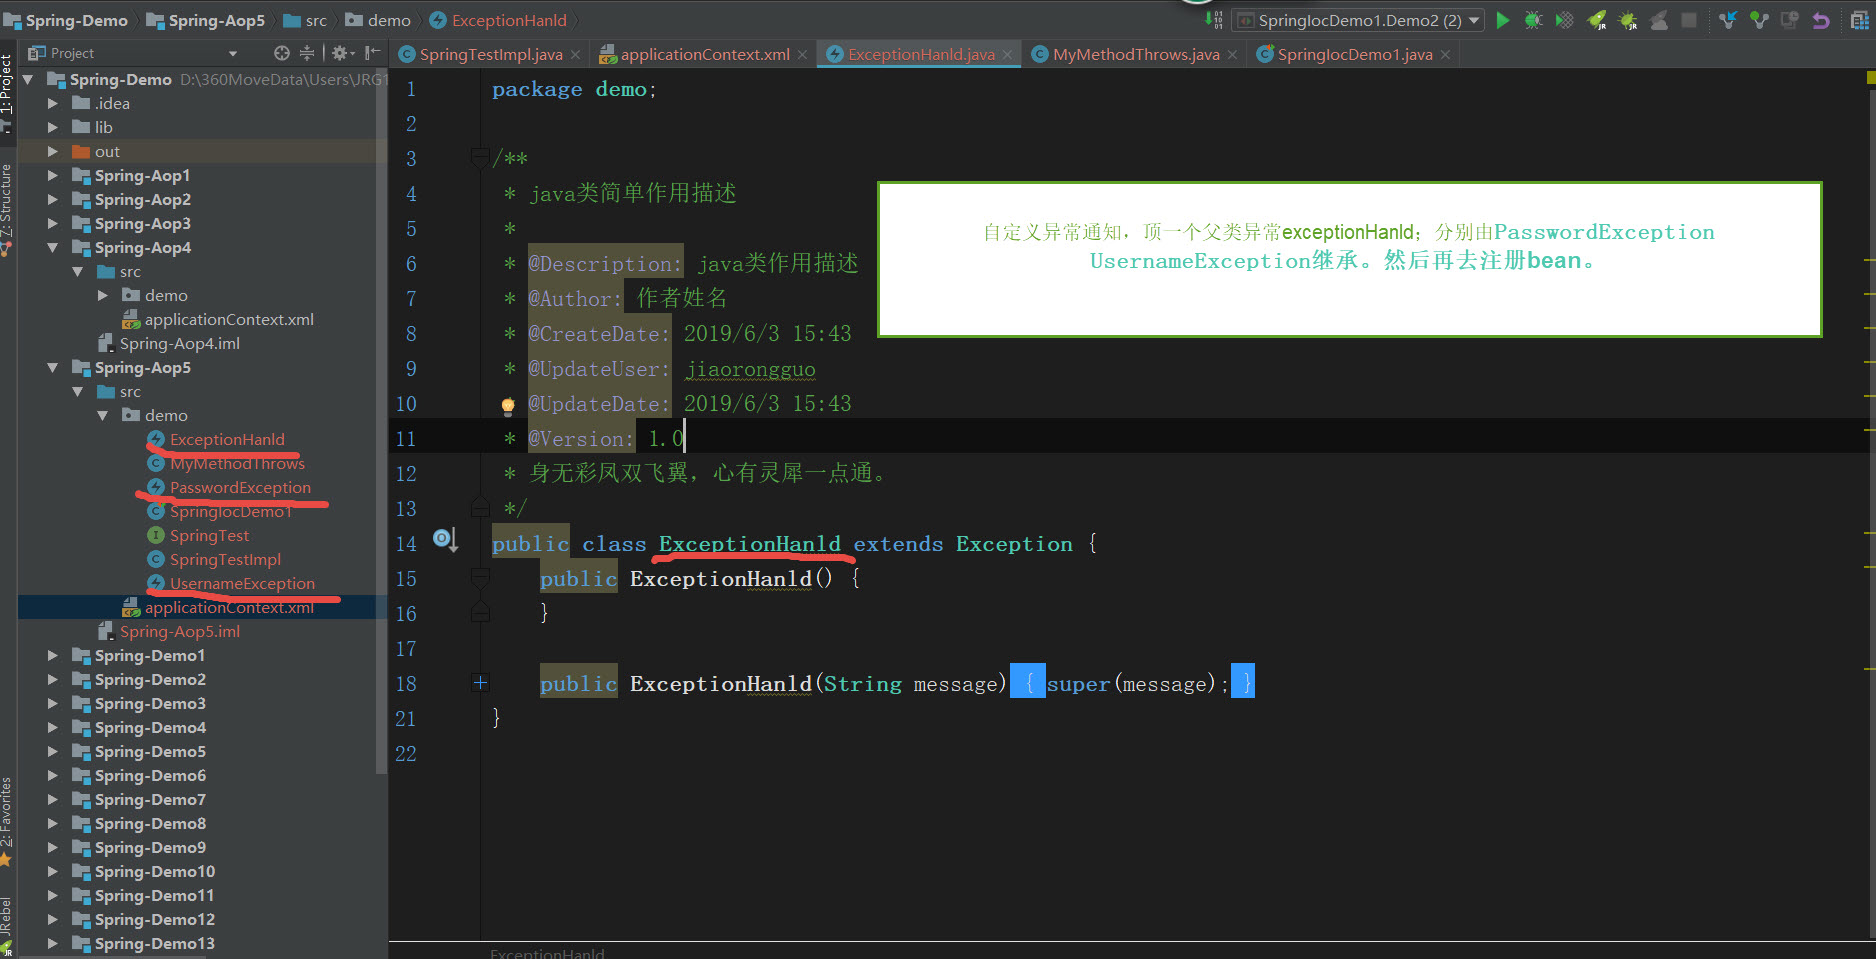 Spring-Demo Spring-Aop5 src demo ExceptionHanld
SpringIocDemo1.Demo2 (2)
Project
SpringTestImpl.java applicationContext.xml ExceptionHanld.java MyMethodThrows.java SpringIocDemo1.java
1: Project
7: Structure
2: Favorites
JRebel
Spring-Demo D:\360MoveData\Users\JRG1
.idea
lib
out
Spring-Aop1
Spring-Aop2
Spring-Aop3
Spring-Aop4
src
demo
applicationContext.xml
Spring-Aop4.iml
Spring-Aop5
src
demo
ExceptionHanld
MyMethodThrows
PasswordException
SpringIocDemo1
SpringTest
SpringTestImpl
UsernameException
applicationContext.xml
Spring-Aop5.iml
Spring-Demo1
Spring-Demo2
Spring-Demo3
Spring-Demo4
Spring-Demo5
Spring-Demo6
Spring-Demo7
Spring-Demo8
Spring-Demo9
Spring-Demo10
Spring-Demo11
Spring-Demo12
Spring-Demo13
1 package demo;
2
3 /**
4 * java类简单作用描述
5 *
6 * @Description: java类作用描述
7 * @Author: 作者姓名
8 * @CreateDate: 2019/6/3 15:43
9 * @UpdateUser: jiaorongguo
10 * @UpdateDate: 2019/6/3 15:43
11 * @Version: 1.0
12 * 身无彩凤双飞翼，心有灵犀一点通。
13 */
14 public class ExceptionHanld extends Exception {
15 public ExceptionHanld() {
16 }
17
18 public ExceptionHanld(String message) { super(message); }
21 }
22
自定义异常通知，顶一个父类异常exceptionHanld；分别由PasswordException
UsernameException继承。然后再去注册bean。
ExceptionHanld